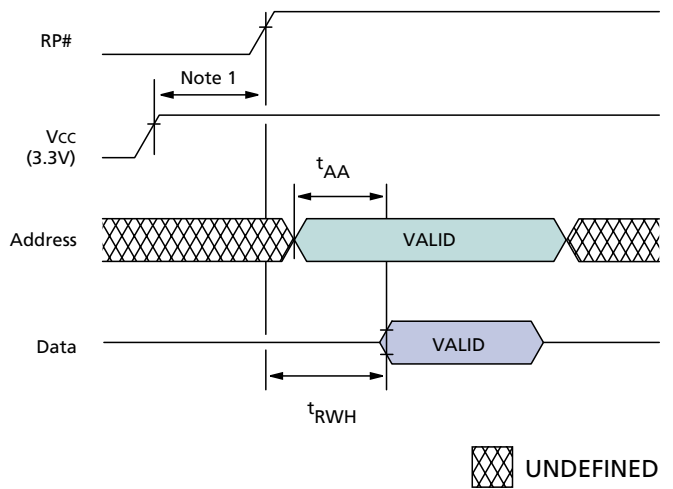 RP#
Note 1
VCC
(3.3V)
tAA
Address
VALID
Data
VALID
tRWH
UNDEFINED